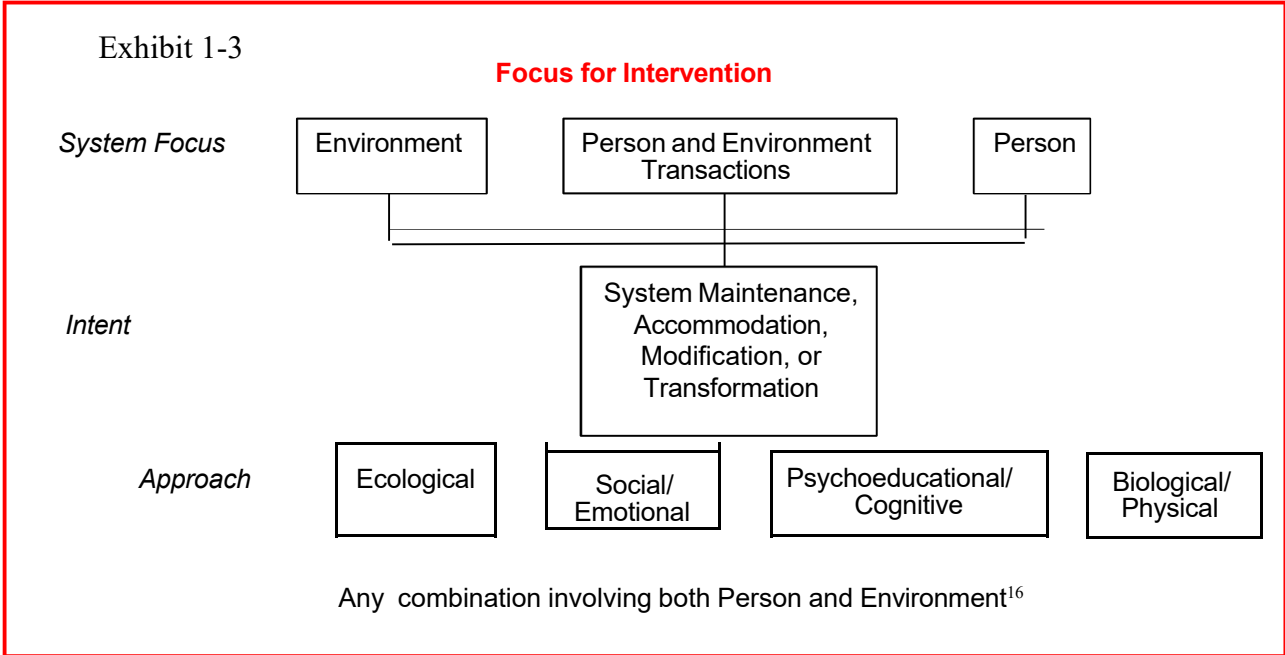 Exhibit 1-3
Focus for Intervention
System Focus
Environment
Person and Environment
Transactions
Person
Intent
System Maintenance,
Accommodation,
Modification, or
Transformation
Approach
Ecological
Social/
Emotional
Psychoeducational/
Cognitive
Biological/
Physical
Any combination involving both Person and Environment16